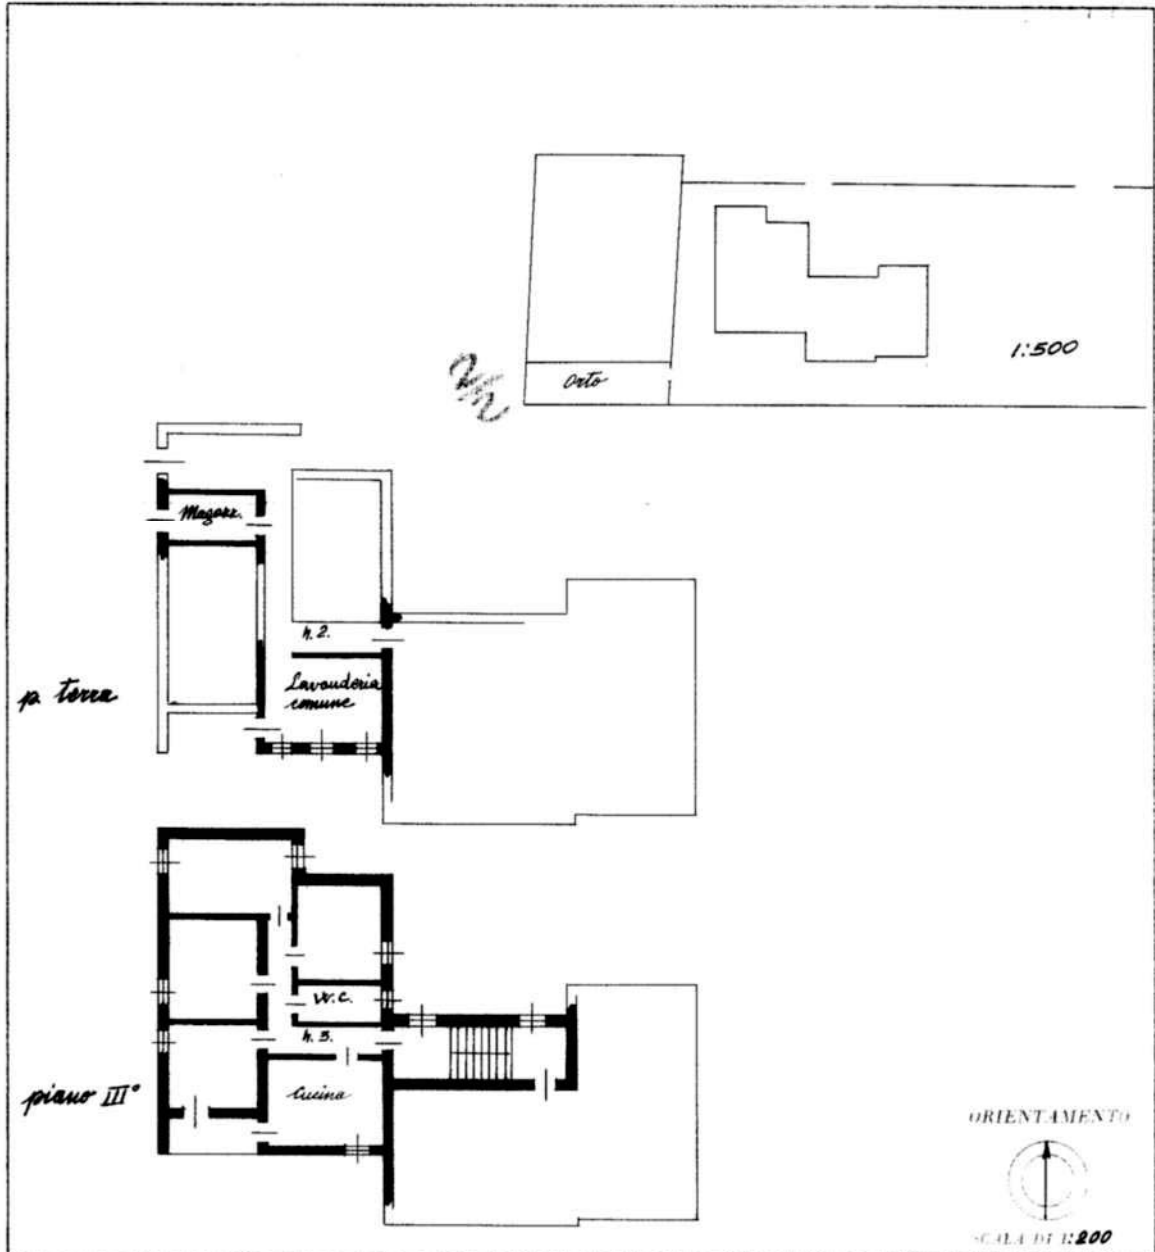 1:500
Orto
Magazz.
n. 2.
Lavanderia
comune
p. terra
W.C.
n. 3.
Cucina
piano III°
ORIENTAMENTO
SCALA DI 1:200